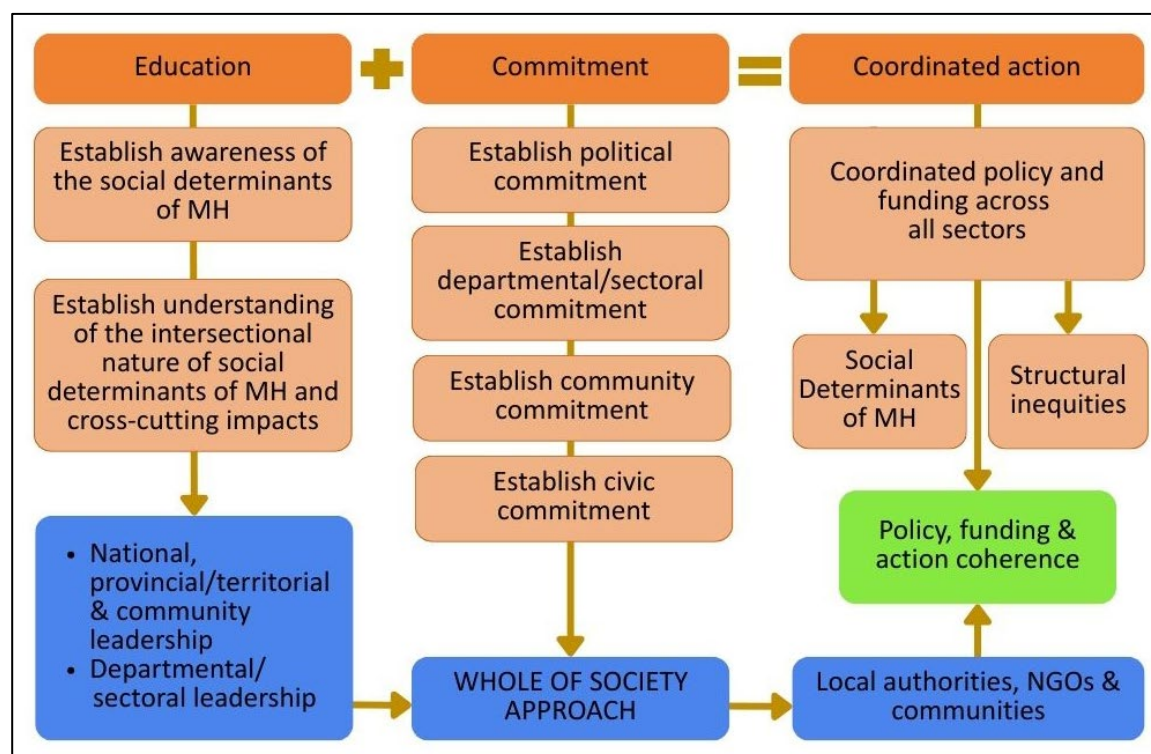 Education
Commitment
Coordinated action
Establish awareness of
the social determinants
of MH
Establish understanding
of the intersectional
nature of social
determinants of MH and
cross-cutting impacts
• National,
provincial/territorial
& community
leadership
• Departmental/
sectoral leadership
Establish political
commitment
Establish
departmental/sectoral
commitment
Establish community
commitment
Establish civic
commitment
WHOLE OF SOCIETY
APPROACH
Coordinated policy and
funding across
all sectors
Social
Determinants
of MH
Structural
inequities
Policy, funding &
action coherence
Local authorities, NGOs &
communities